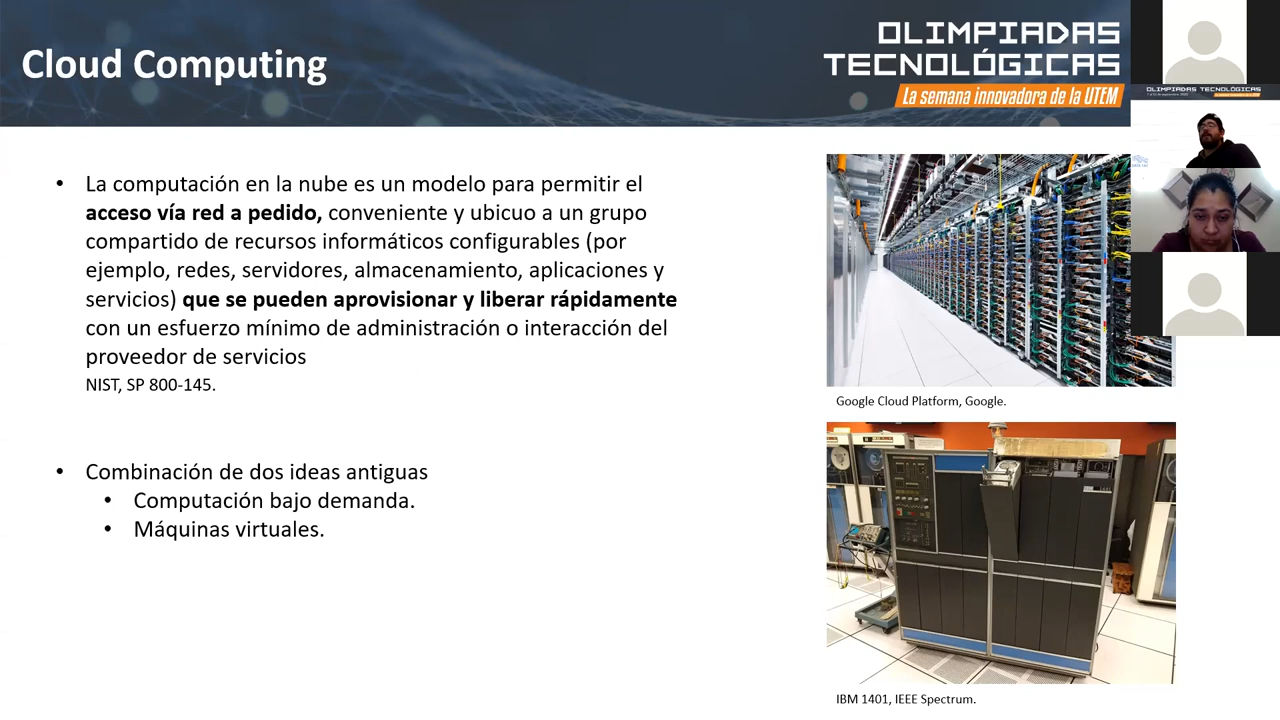 Cloud Computing
OLIMPIADAS
TECNOLÓGICAS
La semana innovadora de la UTEM
OLIMPIADAS TECNOLÓGICAS
• La computación en la nube es un modelo para permitir el
acceso vía red a pedido, conveniente y ubicuo a un grupo
compartido de recursos informáticos configurables (por
ejemplo, redes, servidores, almacenamiento, aplicaciones y
servicios) que se pueden aprovisionar y liberar rápidamente
con un esfuerzo mínimo de administración o interacción del
proveedor de servicios
NIST, SP 800-145.
• Combinación de dos ideas antiguas
• Computación bajo demanda.
• Máquinas virtuales.
Google Cloud Platform, Google.
IBM 1401, IEEE Spectrum.